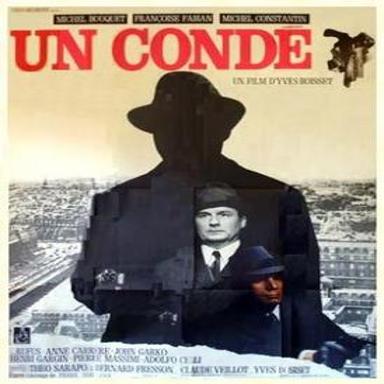 MICHEL BOUQUET FRANÇOISE FABIAN MICHEL CONSTANTIN
UN CONDE
UN FILM D'YVES BOISSET
RUFUS - ANNE CARRERE - JOHN GARKO
HENRI GARCIN - PIERRE MASSIMI - ADOLFO CELI
THEO SARAPO BERNARD FRESSON CLAUDE VEILLOT YVES BOISSET